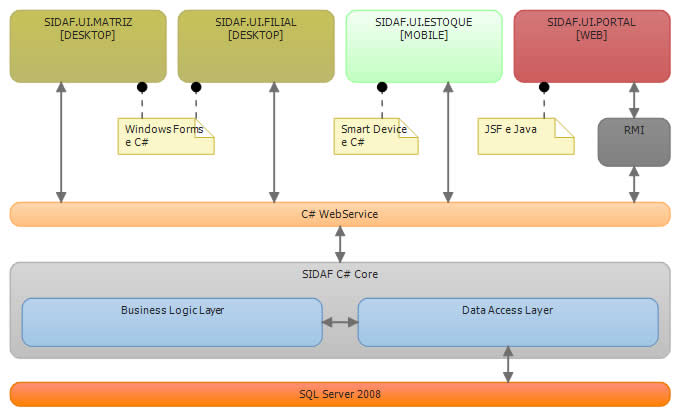 SIDAF.UI.MATRIZ
[DESKTOP]
SIDAF.UI.FILIAL
[DESKTOP]
SIDAF.UI.ESTOQUE
[MOBILE]
SIDAF.UI.PORTAL
[WEB]
Windows Forms
e C#
Smart Device
e C#
JSF e Java
RMI
C# WebService
SIDAF C# Core
Business Logic Layer
Data Access Layer
SQL Server 2008